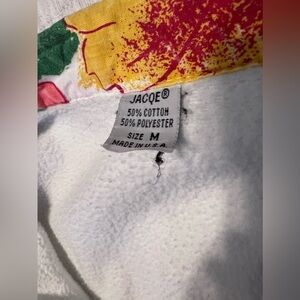 JACQE®
50% COTTON
50% POLYESTER
SIZE M
MADE IN U.S.A.